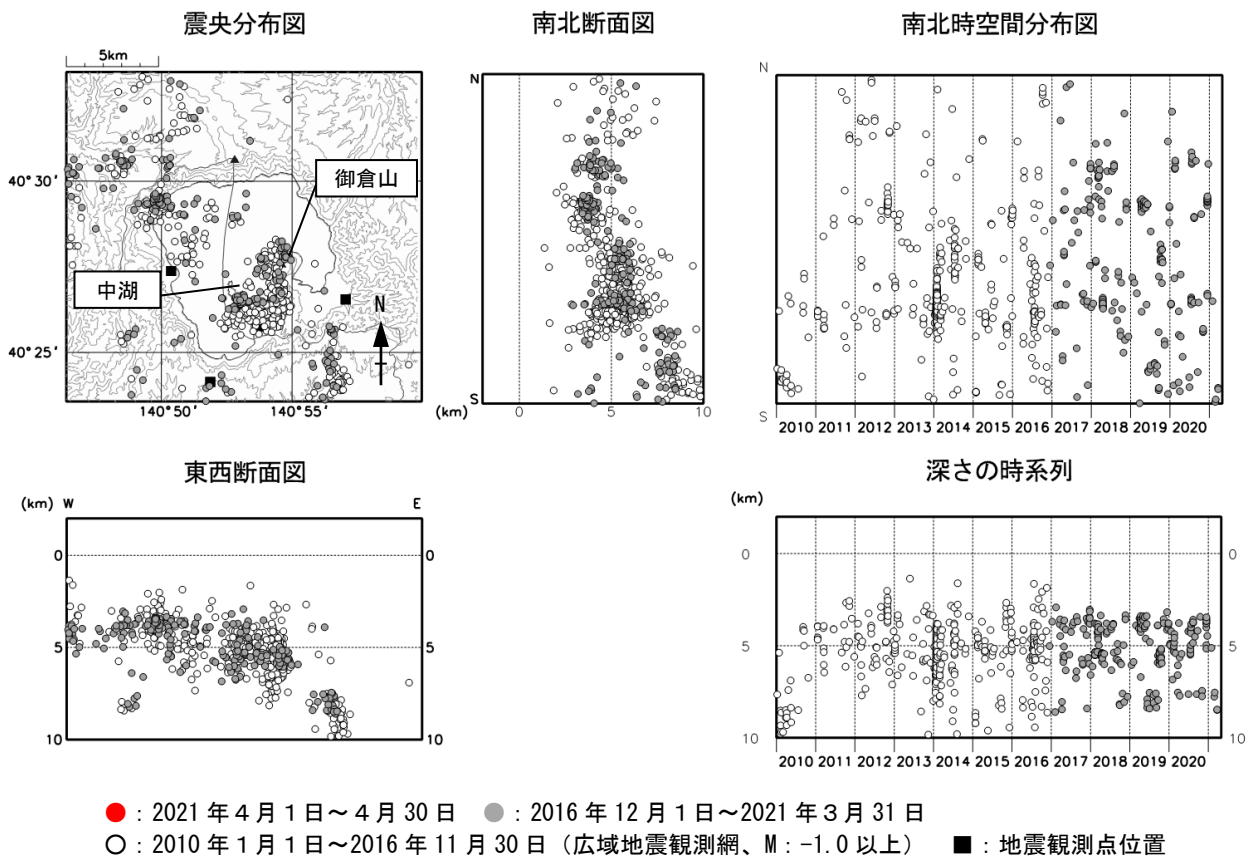 震央分布図
南北断面図
南北時空間分布図
5km
御倉山
中湖
N
40°30′
40°25′
140°50′
140°55′
N
S
(km)
0
5
10
N
S
2010
2011
2012
2013
2014
2015
2016
2017
2018
2019
2020
東西断面図
深さの時系列
(km) W
E
0
0
5
5
10
10
(km)
0
0
5
5
10
10
2010
2011
2012
2013
2014
2015
2016
2017
2018
2019
2020
：2021年4月1日～4月30日 ：2016年12月1日～2021年3月31日
：2010年1月1日～2016年11月30日（広域地震観測網、M：-1.0以上） ：地震観測点位置